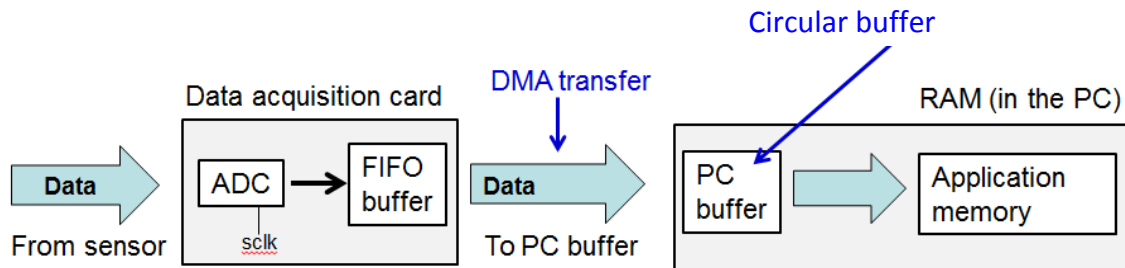 Circular buffer
DMA transfer
Data acquisition card
RAM (in the PC)
Data
ADC
FIFO
buffer
Data
PC
buffer
Application
memory
From sensor
sclk
To PC buffer